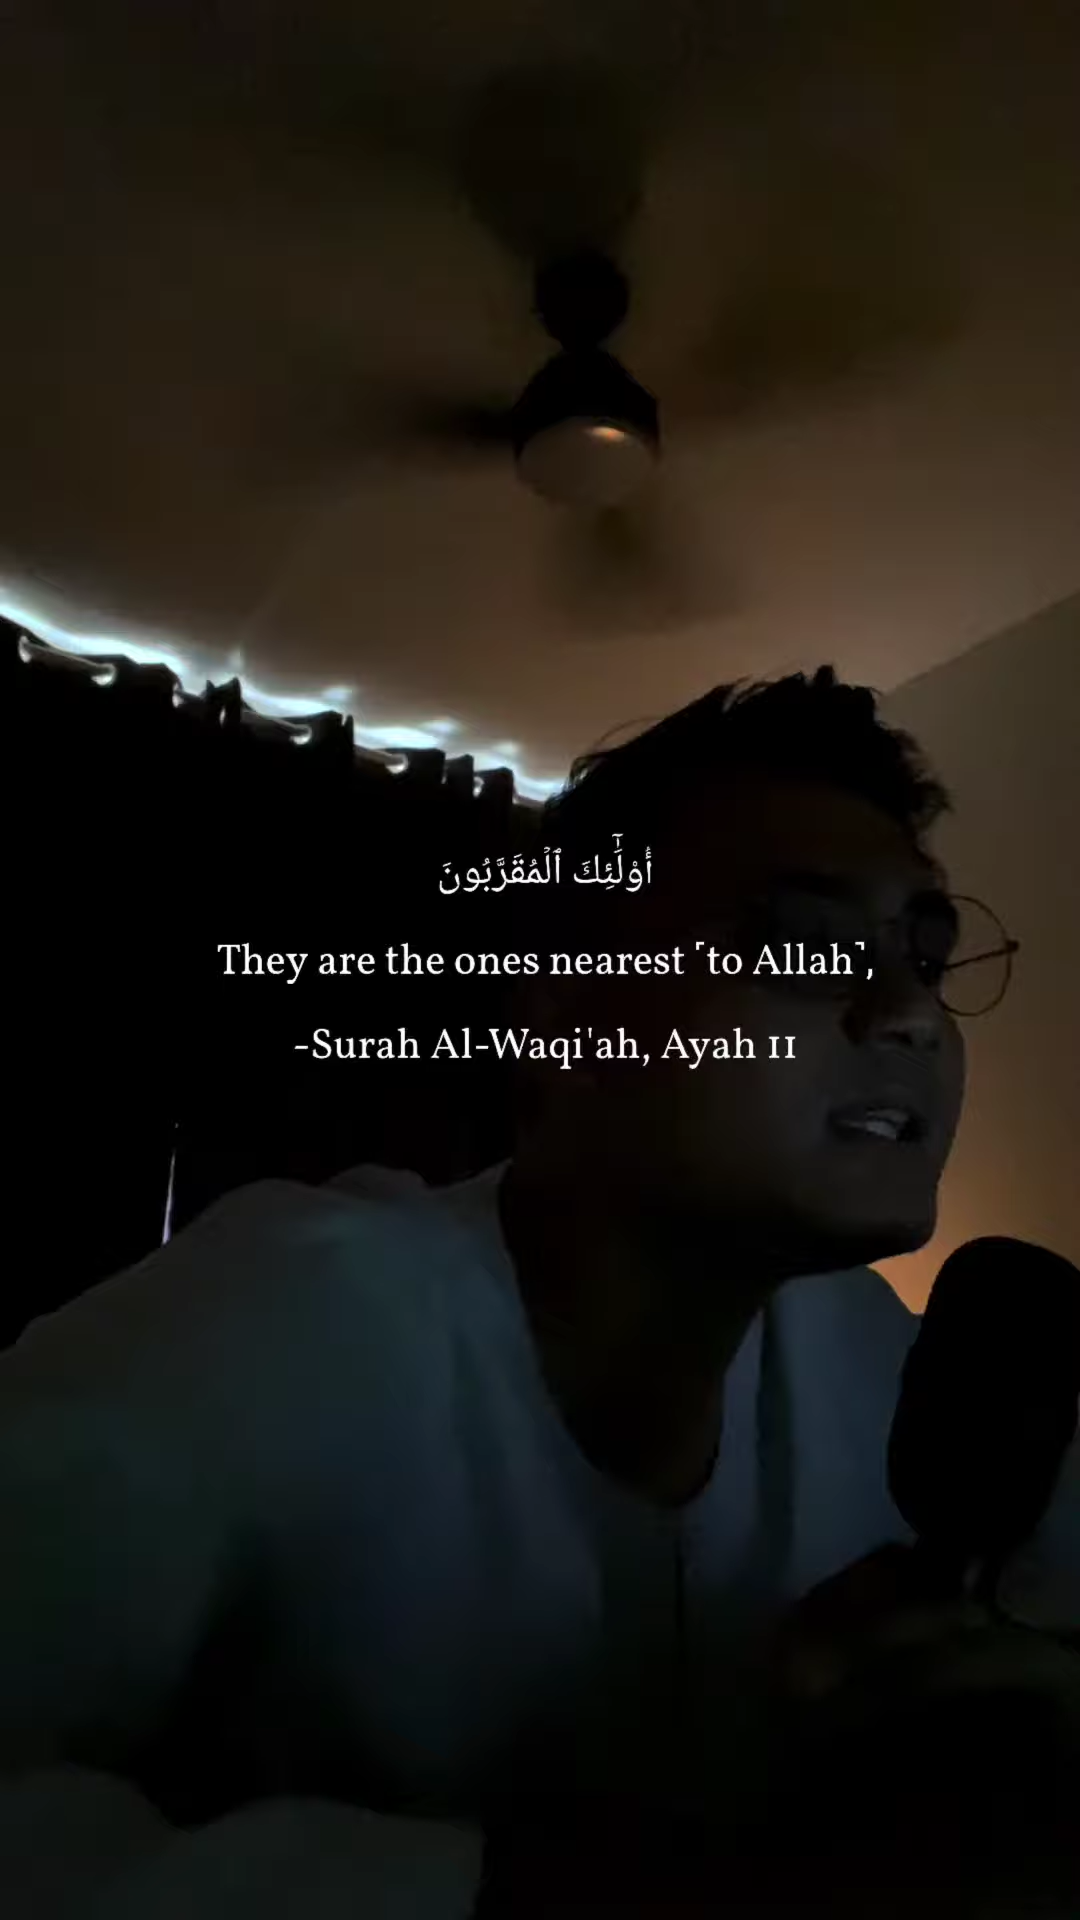 أُو۟لَـٰٓئِكَ ٱلْمُقَرَّبُونَ
They are the ones nearest ˹to Allah˺,
-Surah Al-Waqi'ah, Ayah 11